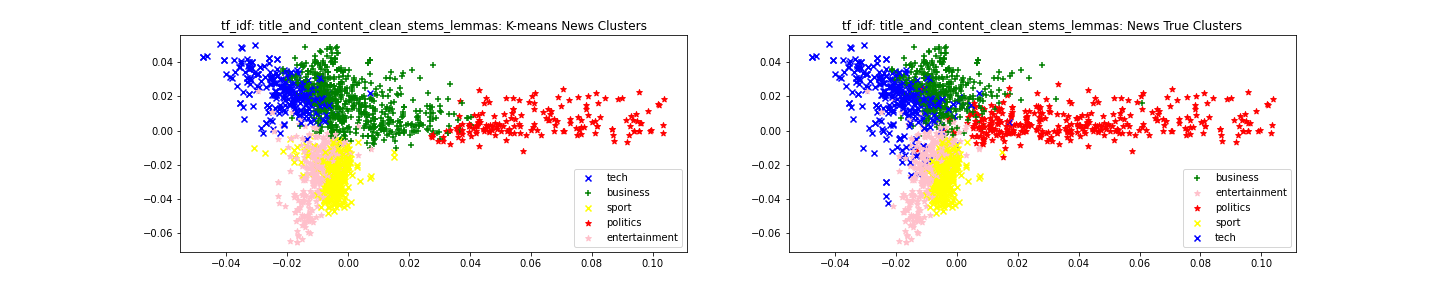 tf_idf: title_and_content_clean_stems_lemmas: K-means News Clusters
0.04
0.02
0.00
−0.02
−0.04
−0.06
−0.04
−0.02
0.00
0.02
0.04
0.06
0.08
0.10
tech
business
sport
politics
entertainment
tf_idf: title_and_content_clean_stems_lemmas: News True Clusters
0.04
0.02
0.00
−0.02
−0.04
−0.06
−0.04
−0.02
0.00
0.02
0.04
0.06
0.08
0.10
business
entertainment
politics
sport
tech